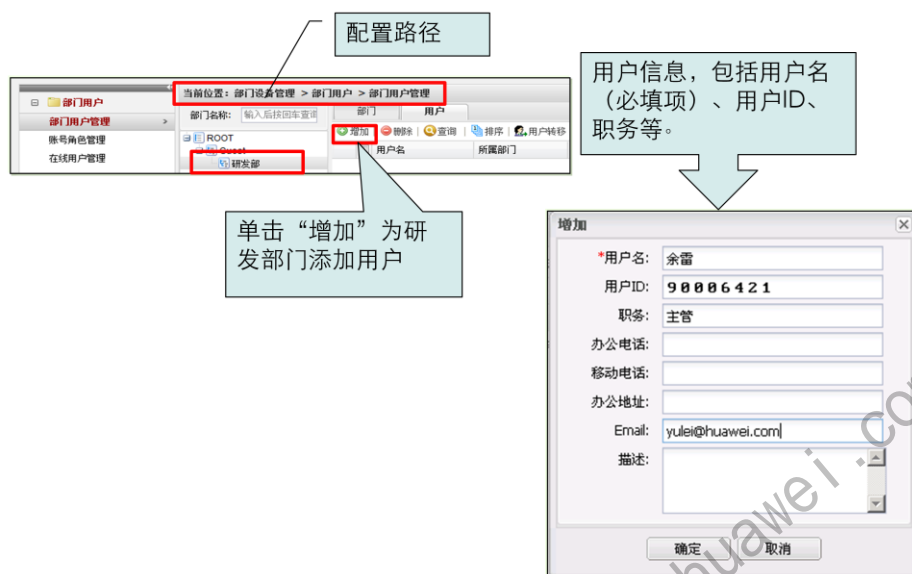 配置路径
用户信息，包括用户名
（必填项）、用户ID、
职务等。
部门用户
部门用户管理
账号角色管理
在线用户管理
当前位置：部门设备管理 > 部门用户 > 部门用户管理
部门名称: 输入后按回车查询
ROOT
Guest
研发部
部门 用户
增加 删除 查询 排序 用户转移
用户名 所属部门
单击“增加”为研
发部门添加用户
增加
*用户名: 余雷
用户ID: 90006421
职务: 主管
办公电话:
移动电话:
办公地址:
Email: yulei@huawei.com
描述:
确定 取消
huawei.co